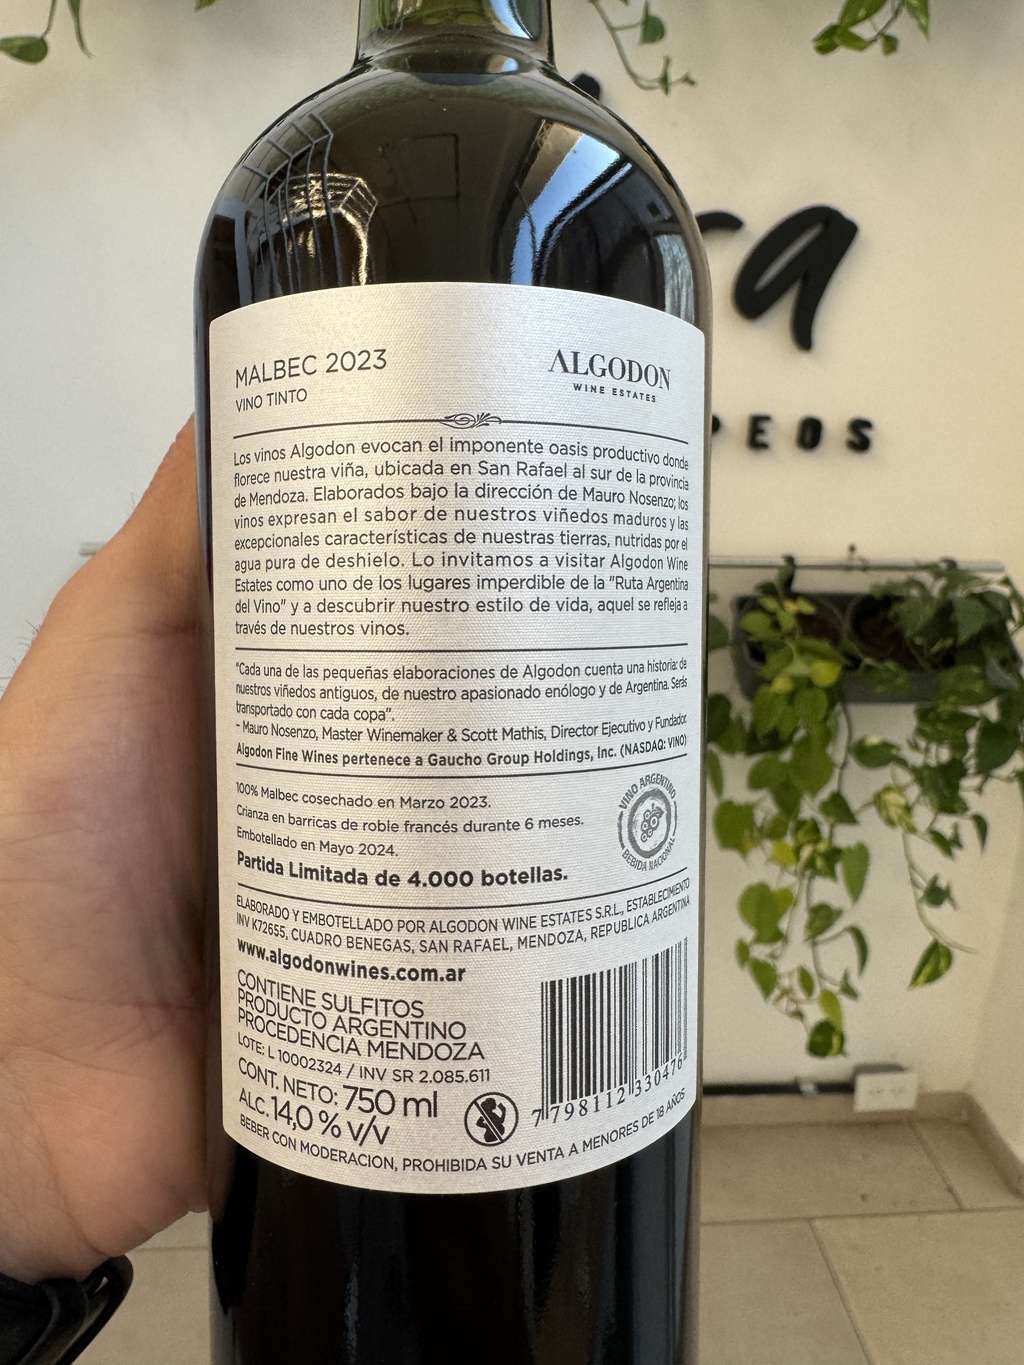 MALBEC 2023
VINO TINTO
ALGODON
WINE ESTATES
Los vinos Algodon evocan el imponente oasis productivo donde
florece nuestra viña, ubicada en San Rafael al sur de la provincia
de Mendoza. Elaborados bajo la dirección de Mauro Nosenzo; los
vinos expresan el sabor de nuestros viñedos maduros y las
excepcionales características de nuestras tierras, nutridas por el
agua pura de deshielo. Lo invitamos a visitar Algodon Wine
Estates como uno de los lugares imperdible de la "Ruta Argentina
del Vino" y a descubrir nuestro estilo de vida, aquel se refleja a
través de nuestros vinos.
"Cada una de las pequeñas elaboraciones de Algodon cuenta una historia: de
nuestros viñedos antiguos, de nuestro apasionado enólogo y de Argentina. Serás
transportado con cada copa".
- Mauro Nosenzo, Master Winemaker & Scott Mathis, Director Ejecutivo y Fundador.
Algodon Fine Wines pertenece a Gaucho Group Holdings, Inc. (NASDAQ: VINO)
100% Malbec cosechado en Marzo 2023.
Crianza en barricas de roble francés durante 6 meses.
Embotellado en Mayo 2024.
Partida Limitada de 4.000 botellas.
VINO ARGENTINO
BEBIDA NACIONAL
ELABORADO Y EMBOTELLADO POR ALGODON WINE ESTATES S.R.L., ESTABLECIMIENTO
INV K72655, CUADRO BENEGAS, SAN RAFAEL, MENDOZA, REPUBLICA ARGENTINA
www.algodonwines.com.ar
CONTIENE SULFITOS
PRODUCTO ARGENTINO
PROCEDENCIA MENDOZA
LOTE: L 10002324 / INV SR 2.085.611
CONT. NETO: 750 ml
ALC. 14,0 % v/v
7 798112 330476
BEBER CON MODERACION, PROHIBIDA SU VENTA A MENORES DE 18 AÑOS
ra
PEOS